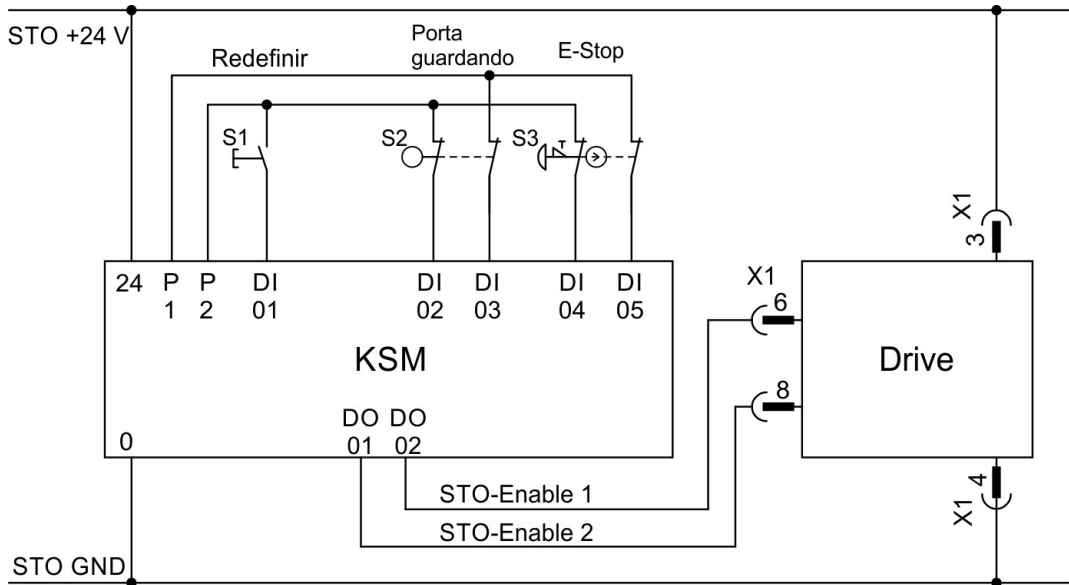 STO +24 V
Redefinir
Porta
guardando
E-Stop
S1
S2
S3
X1
3
24 P P DI DI DI DI DI
1 2 01 02 03 04 05
X1
6
KSM
Drive
8
DO DO
0 01 02
4
X1
STO-Enable 1
STO-Enable 2
STO GND